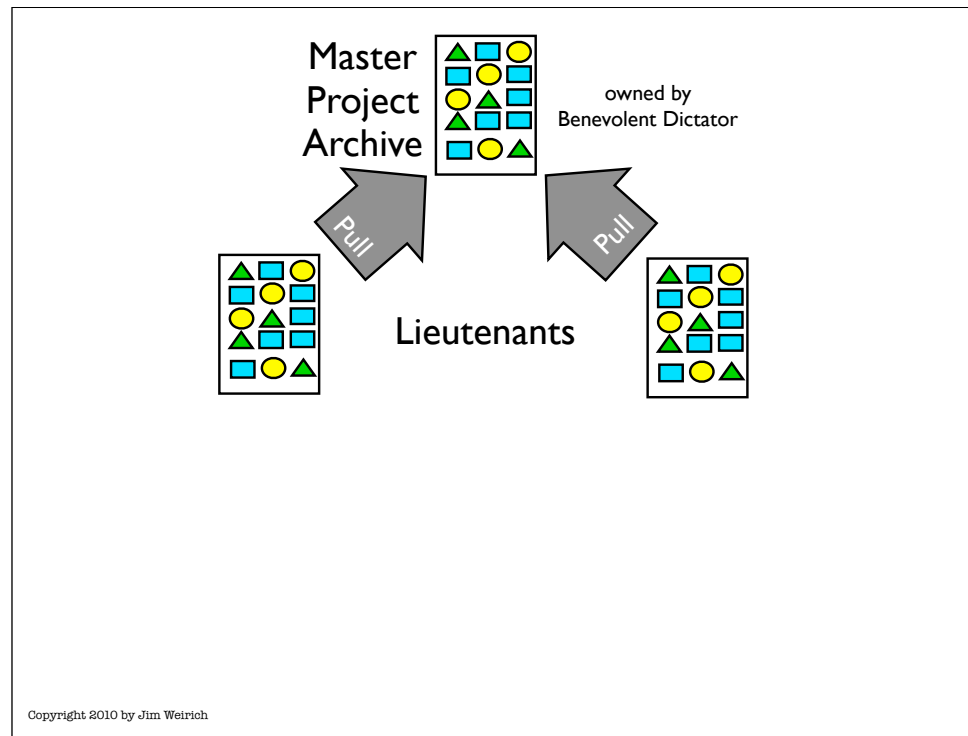 Master
Project
Archive
owned by
Benevolent Dictator
Pull
Pull
Lieutenants
Copyright 2010 by Jim Weirich